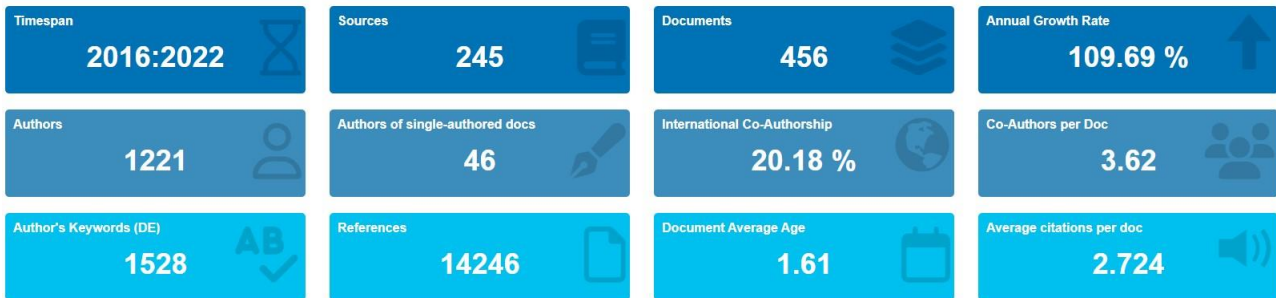 Timespan
2016:2022
Sources
245
Documents
456
Annual Growth Rate
109.69 %
Authors
1221
Authors of single-authored docs
46
International Co-Authorship
20.18 %
Co-Authors per Doc
3.62
Author's Keywords (DE)
1528
AB
References
14246
Document Average Age
1.61
Average citations per doc
2.724